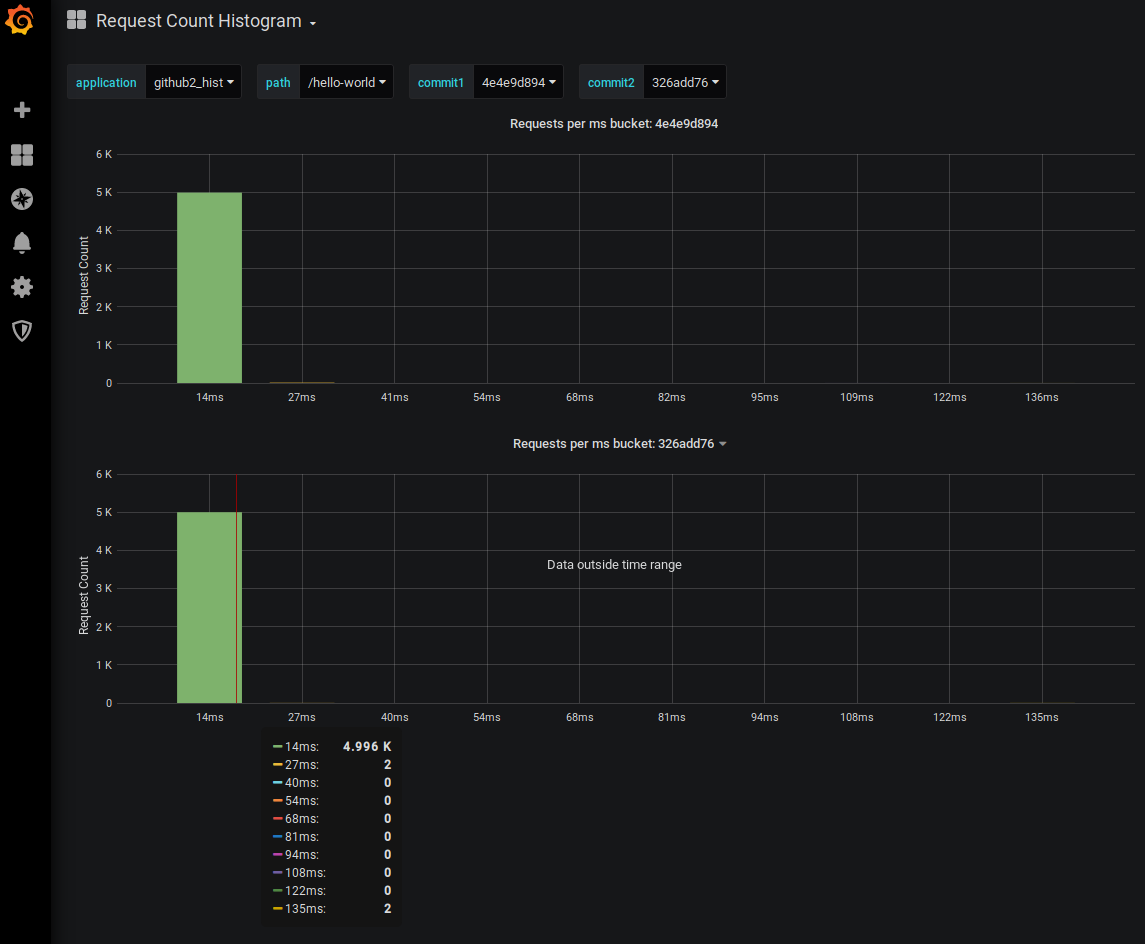 Request Count Histogram
application github2_hist path /hello-world commit1 4e4e9d894 commit2 326add76
Requests per ms bucket: 4e4e9d894
6 K
5 K
4 K
3 K
2 K
1 K
0
Request Count
14ms 27ms 41ms 54ms 68ms 82ms 95ms 109ms 122ms 136ms
Requests per ms bucket: 326add76
6 K
5 K
4 K
3 K
2 K
1 K
0
Request Count
Data outside time range
14ms 27ms 40ms 54ms 68ms 81ms 94ms 108ms 122ms 135ms
14ms: 4.996 K
27ms: 2
40ms: 0
54ms: 0
68ms: 0
81ms: 0
94ms: 0
108ms: 0
122ms: 0
135ms: 2